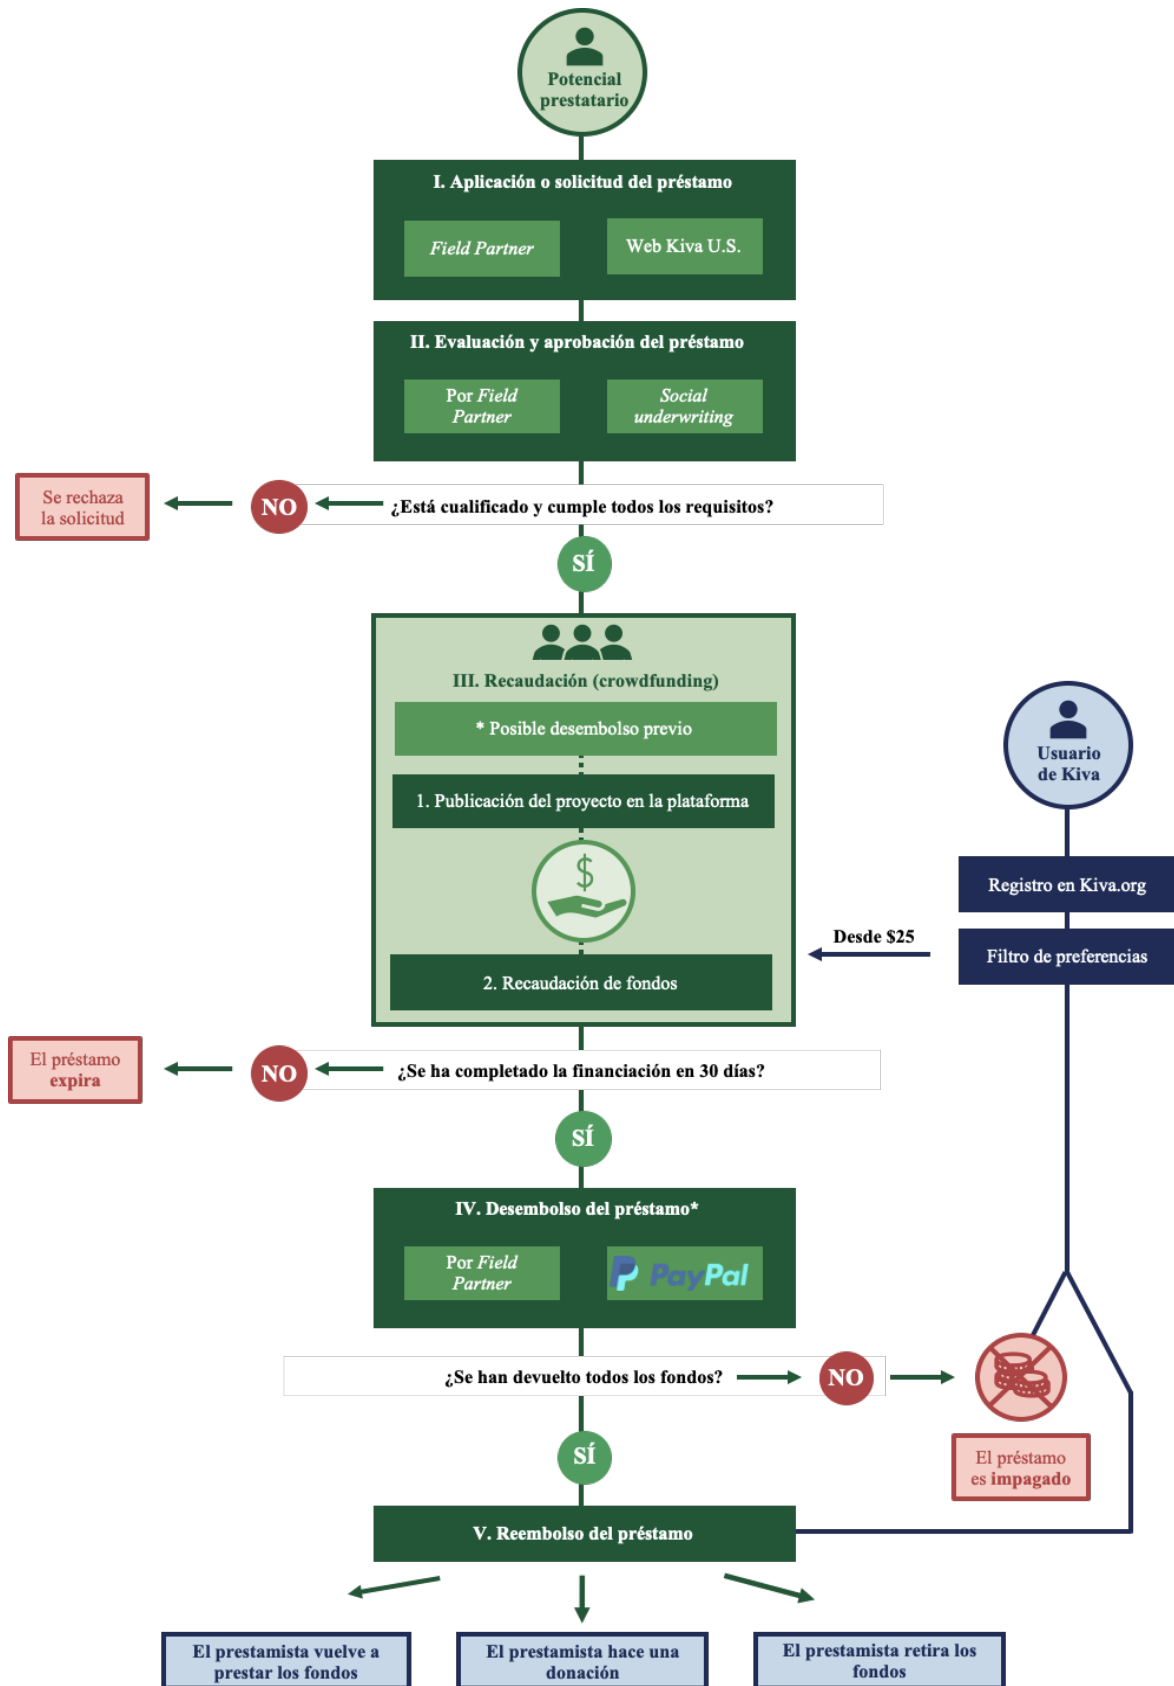 Potencial
prestatario
I. Aplicación o solicitud del préstamo
Field Partner
Web Kiva U.S.
II. Evaluación y aprobación del préstamo
Por Field
Partner
Social
underwriting
Se rechaza
la solicitud
NO
¿Está cualificado y cumple todos los requisitos?
SÍ
III. Recaudación (crowdfunding)
* Posible desembolso previo
1. Publicación del proyecto en la plataforma
$
2. Recaudación de fondos
Usuario
de Kiva
Registro en Kiva.org
Filtro de preferencias
Desde $25
El préstamo
expira
NO
¿Se ha completado la financiación en 30 días?
SÍ
IV. Desembolso del préstamo*
Por Field
Partner
PayPal
¿Se han devuelto todos los fondos?
NO
El préstamo
es impagado
SÍ
V. Reembolso del préstamo
El prestamista vuelve a
prestar los fondos
El prestamista hace una
donación
El prestamista retira los
fondos